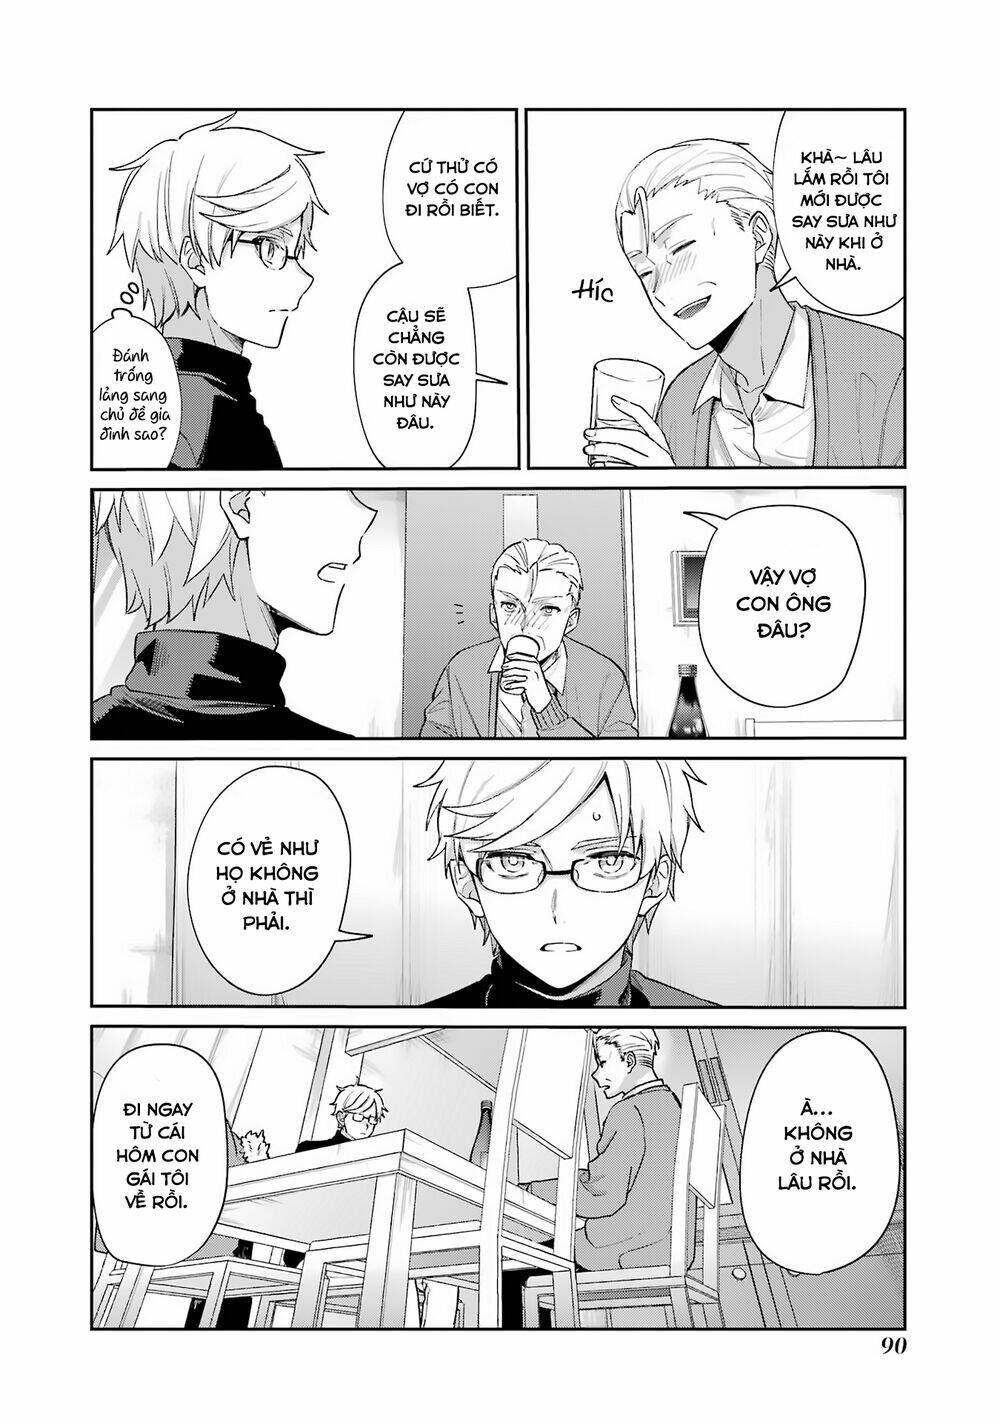 KHÀ~ LÂU
LẮM RỒI TÔI
MỚI ĐƯỢC
SAY SƯA NHƯ
NÀY KHI Ở
NHÀ.
HÍC
CỨ THỬ CÓ
VỢ CÓ CON
ĐI RỒI BIẾT.
CẬU SẼ
CHẲNG
CÒN ĐƯỢC
SAY SƯA
NHƯ NÀY
ĐÂU.
Đánh
trống
lảng sang
chủ đề gia
đình sao?
VẬY VỢ
CON ÔNG
ĐÂU?
CÓ VẺ NHƯ
HỌ KHÔNG
Ở NHÀ THÌ
PHẢI.
À...
KHÔNG
Ở NHÀ
LÂU RỒI.
ĐI NGAY
TỪ CÁI
HÔM CON
GÁI TÔI
VỀ RỒI.
90